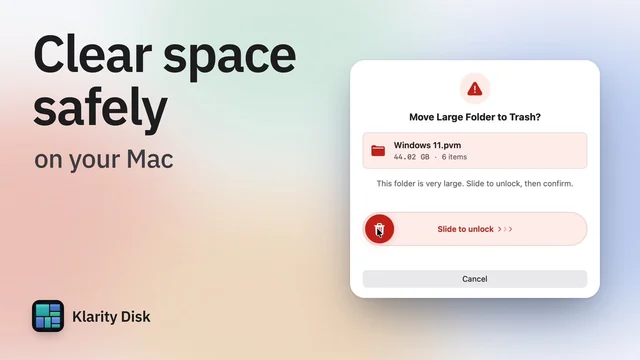 Clear space
safely
on your Mac
Klarity Disk
Move Large Folder to Trash?
Windows 11.pvm
44.02 GB · 6 items
This folder is very large. Slide to unlock, then confirm.
Slide to unlock
Cancel